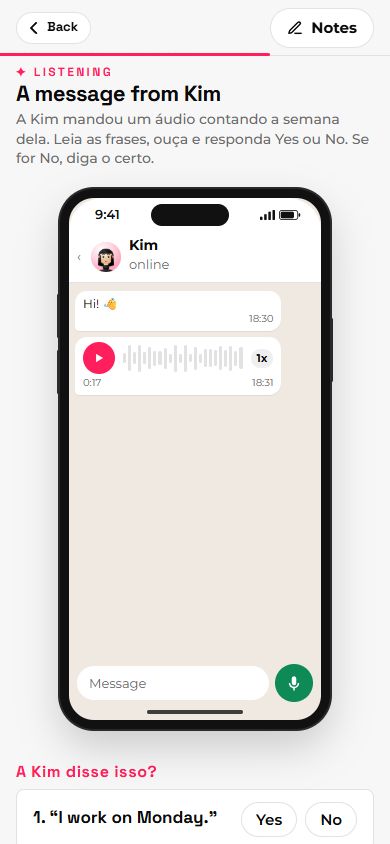 Back
Notes
✦ LISTENING
A message from Kim
A Kim mandou um áudio contando a semana
dela. Leia as frases, ouça e responda Yes ou No. Se
for No, diga o certo.
9:41
Kim
online
Hi! 👋
18:30
1x
0:17
18:31
Message
A Kim disse isso?
1. “I work on Monday.”
Yes
No